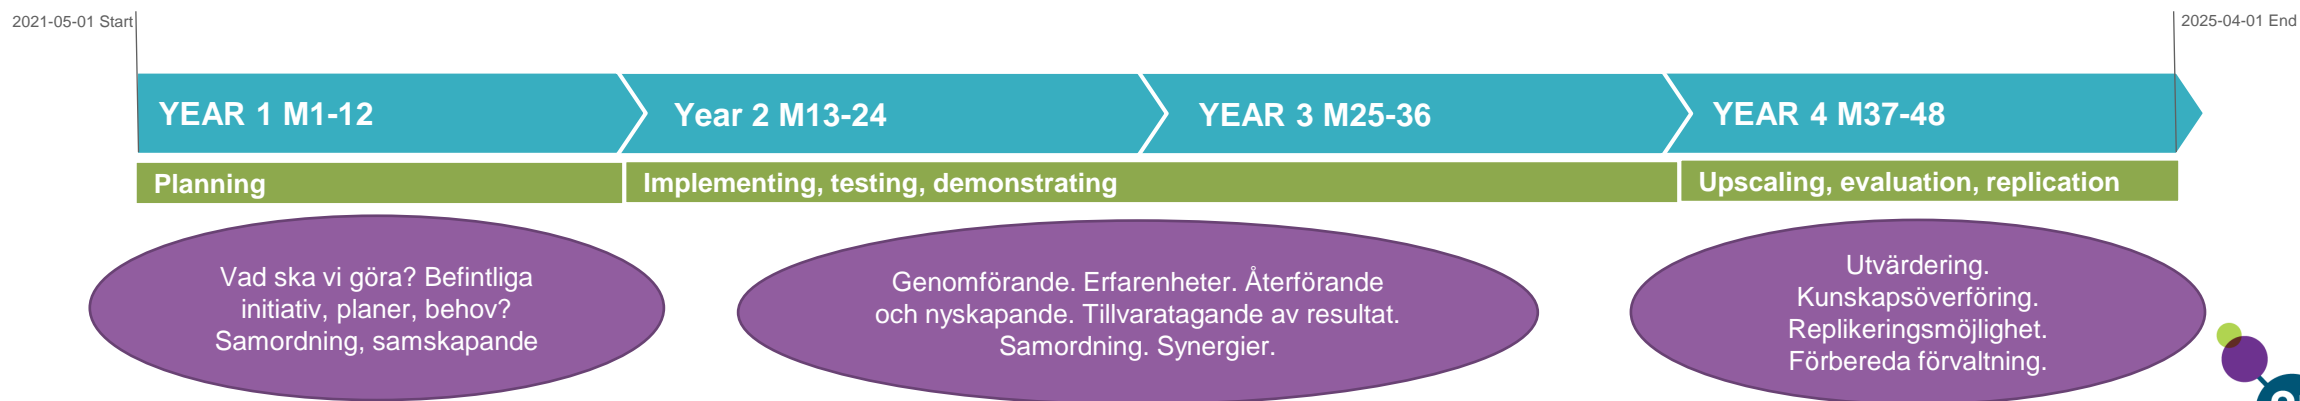 2021-05-01 Start
2025-04-01 End
YEAR 1 M1-12
Year 2 M13-24
YEAR 3 M25-36
YEAR 4 M37-48
Planning
Implementing, testing, demonstrating
Upscaling, evaluation, replication
Vad ska vi göra? Befintliga
initiativ, planer, behov?
Samordning, samskapande
Genomförande. Erfarenheter. Återförande
och nyskapande. Tillvaratagande av resultat.
Samordning. Synergier.
Utvärdering.
Kunskapsöverföring.
Replikeringsmöjlighet.
Förbereda förvaltning.